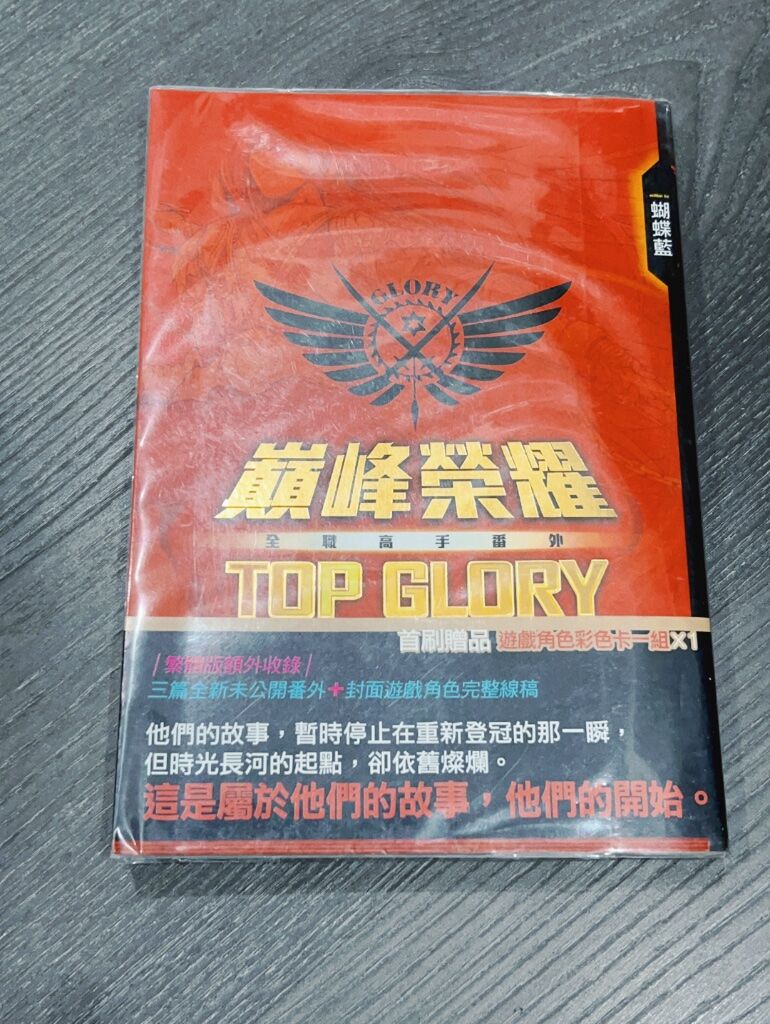 蝴蝶藍
GLORY
巔峰榮耀
全職高手番外
TOP GLORY
首刷贈品 遊戲角色彩色卡一組X1
/繁體版額外收錄/
三篇全新未公開番外+封面遊戲角色完整線稿
他們的故事，暫時停止在重新登冠的那一瞬，
但時光長河的起點，卻依舊燦爛。
這是屬於他們的故事，他們的開始。